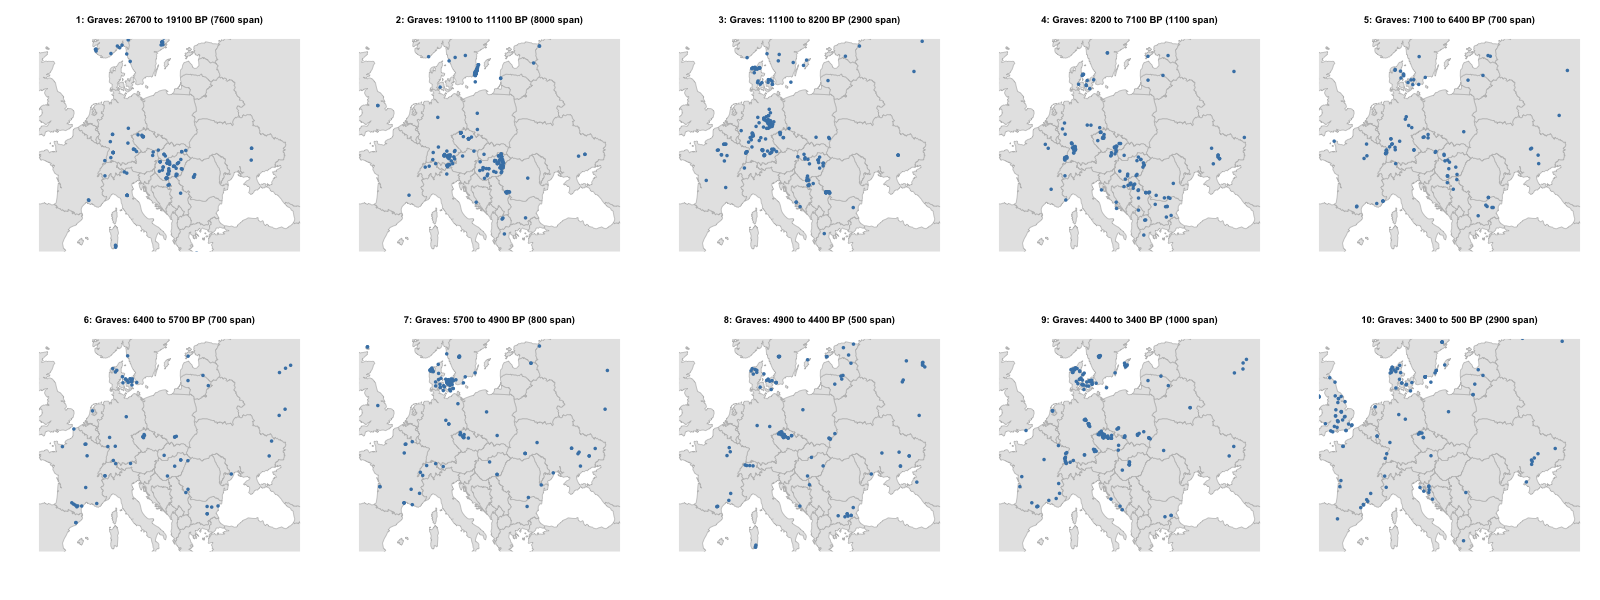 1: Graves: 26700 to 19100 BP (7600 span)
2: Graves: 19100 to 11100 BP (8000 span)
3: Graves: 11100 to 8200 BP (2900 span)
4: Graves: 8200 to 7100 BP (1100 span)
5: Graves: 7100 to 6400 BP (700 span)
6: Graves: 6400 to 5700 BP (700 span)
7: Graves: 5700 to 4900 BP (800 span)
8: Graves: 4900 to 4400 BP (500 span)
9: Graves: 4400 to 3400 BP (1000 span)
10: Graves: 3400 to 500 BP (2900 span)